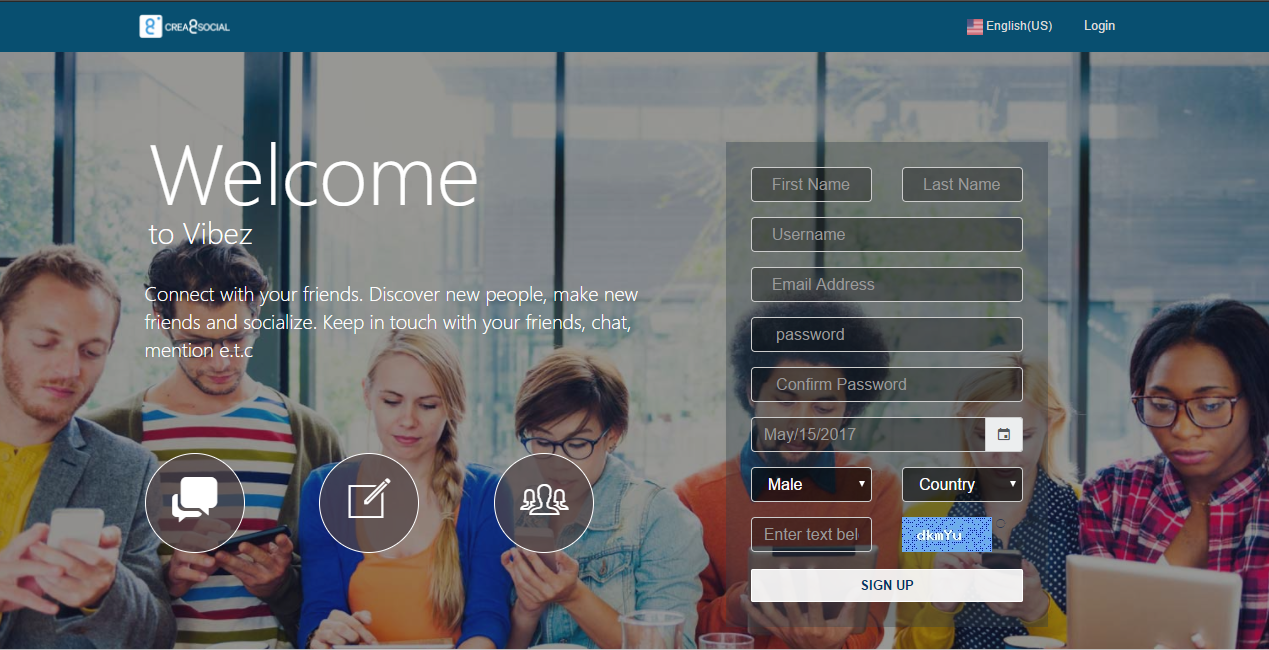 CREA8SOCIAL
English(US)
Login
Welcome
to Vibez
Connect with your friends. Discover new people, make new
friends and socialize. Keep in touch with your friends, chat,
mention e.t.c
First Name
Last Name
Username
Email Address
password
Confirm Password
May/15/2017
Male
Country
Enter text bel
dkmYu
SIGN UP